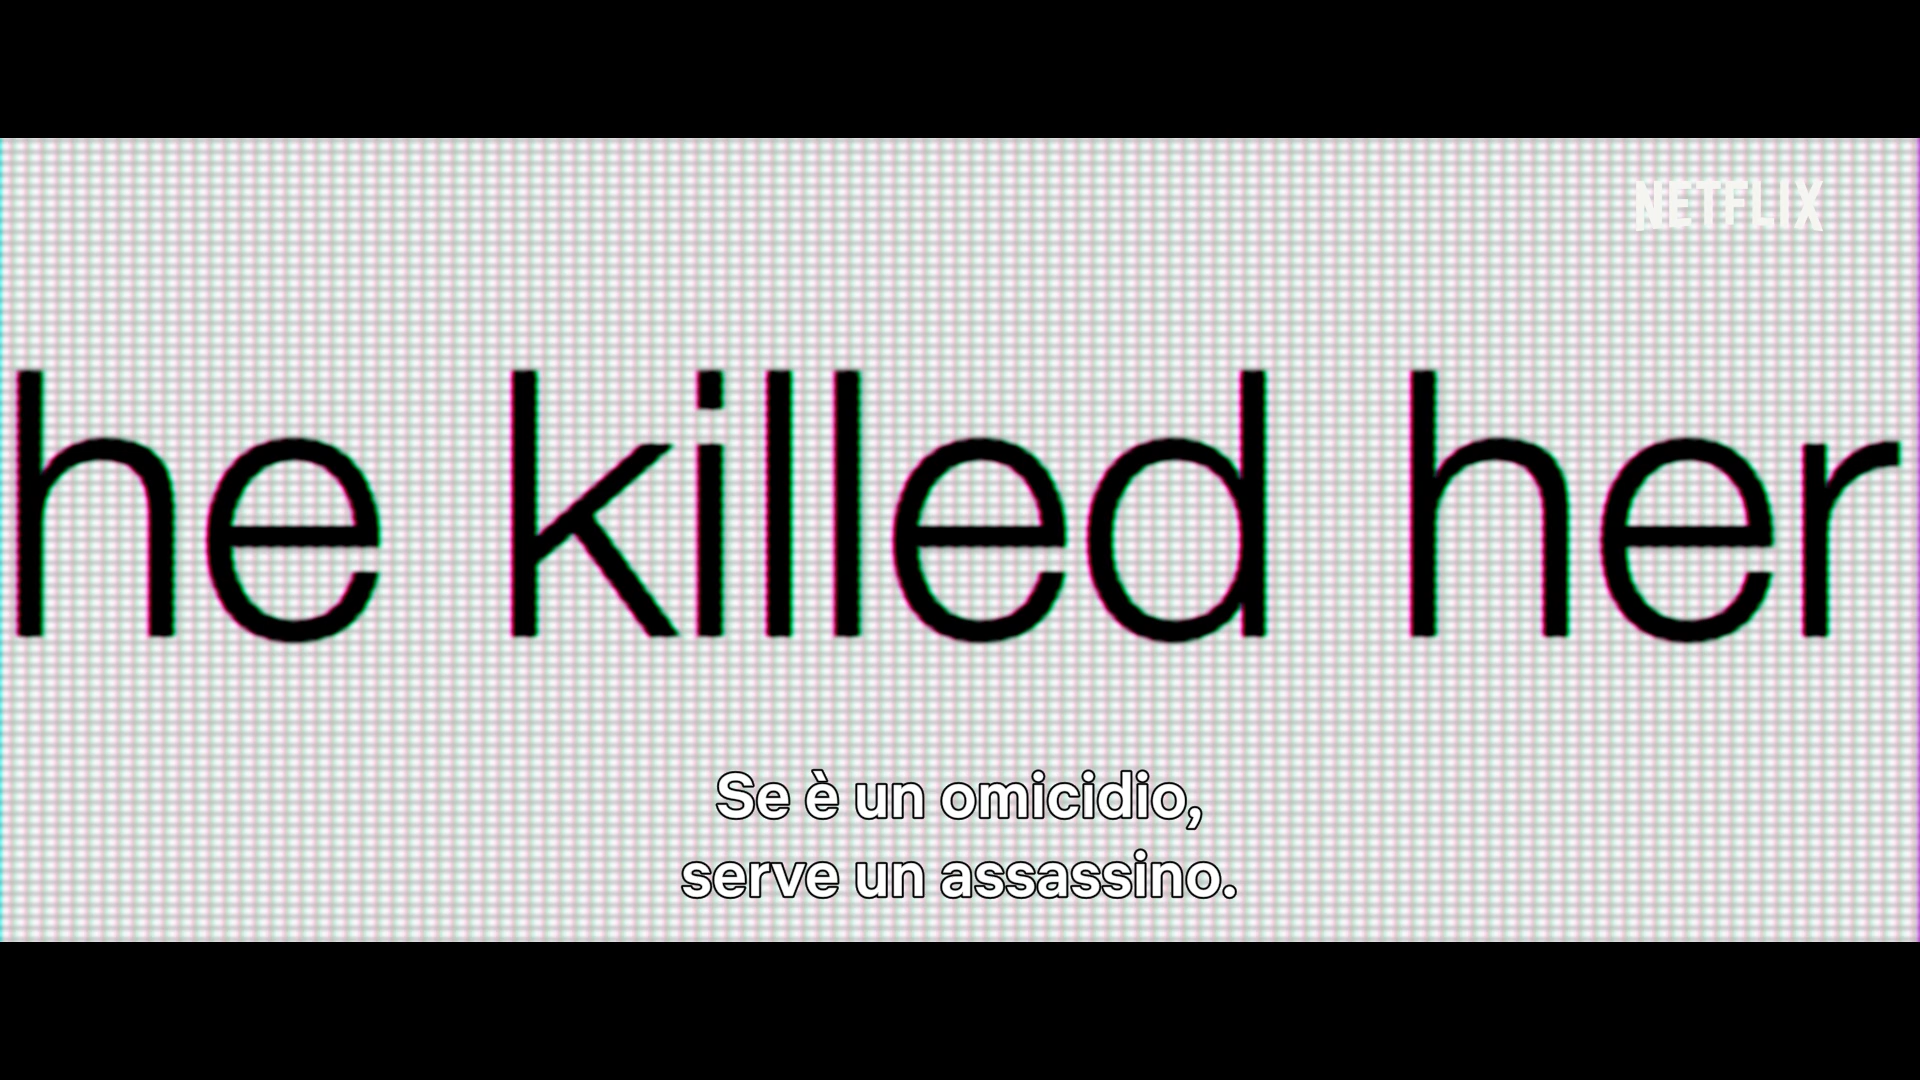 NETFLIX
he killed her
Se è un omicidio,
serve un assassino.